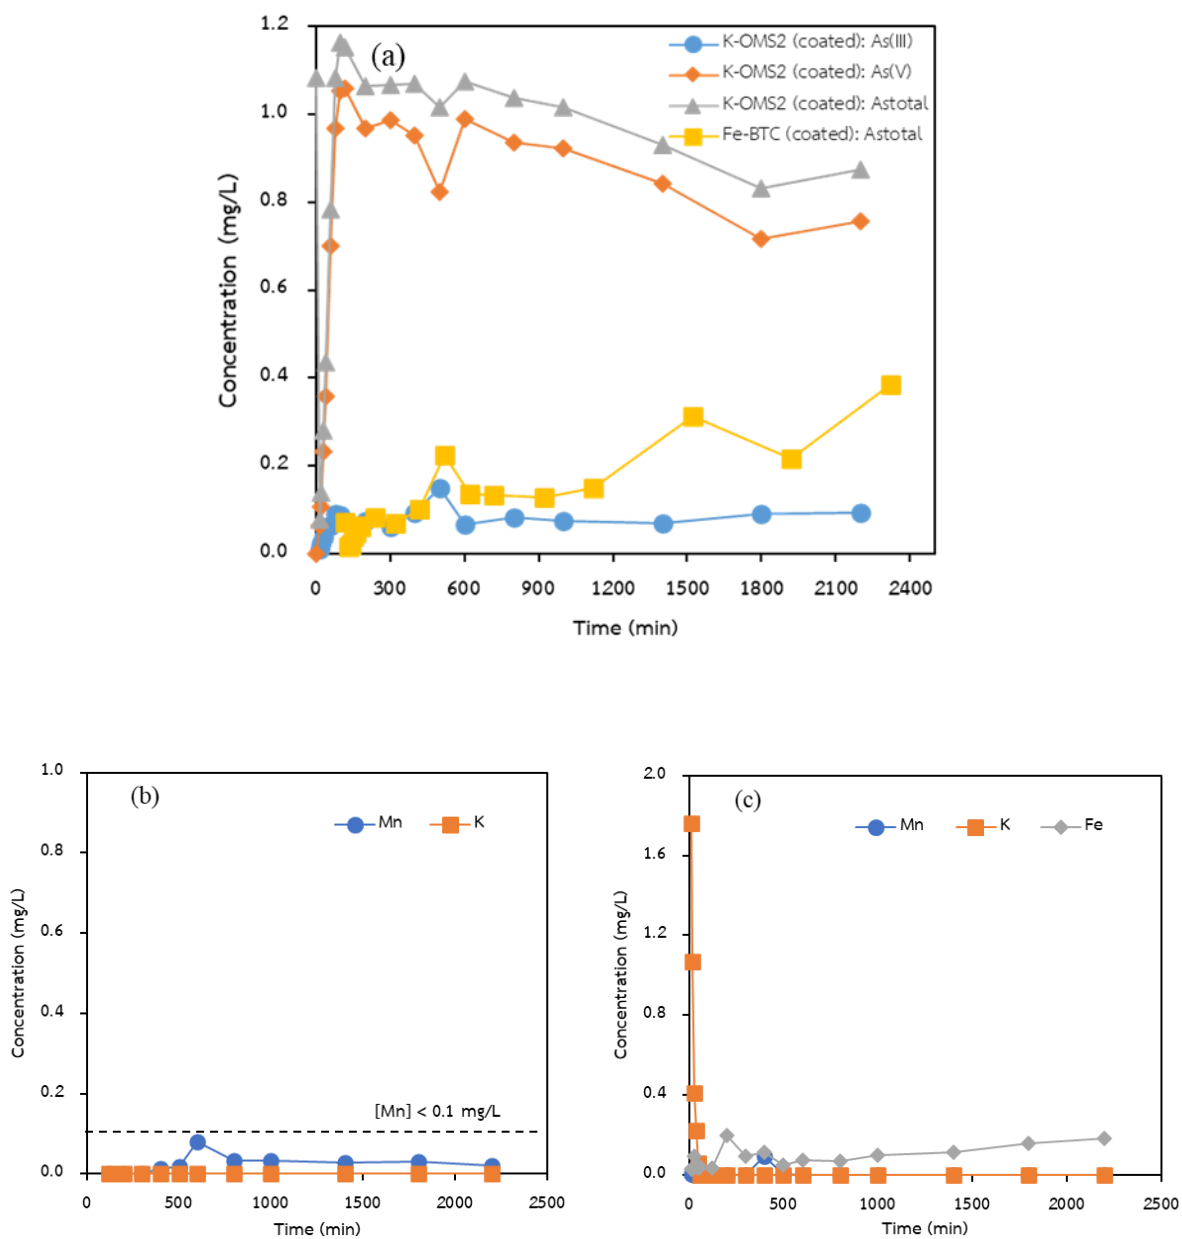 (a)
K-OMS2 (coated): As(III)
K-OMS2 (coated): As(V)
K-OMS2 (coated): Astotal
Fe-BTC (coated): Astotal
1.2
1.0
0.8
0.6
0.4
0.2
0.0
Concentration (mg/L)
0 300 600 900 1200 1500 1800 2100 2400
Time (min)
(b)
Mn K
1.0
0.8
0.6
0.4
0.2
0.0
Concentration (mg/L)
[Mn] < 0.1 mg/L
0 500 1000 1500 2000 2500
Time (min)
(c)
Mn K Fe
2.0
1.6
1.2
0.8
0.4
0.0
Concentration (mg/L)
0 500 1000 1500 2000 2500
Time (min)